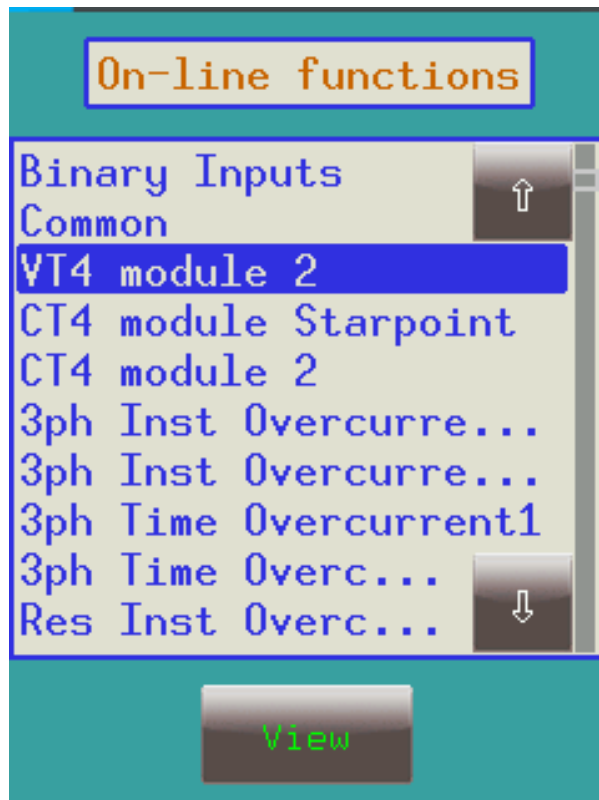 On-line functions
Binary Inputs
Common
VT4 module 2
CT4 module Starpoint
CT4 module 2
3ph Inst Overcurre...
3ph Inst Overcurre...
3ph Time Overcurrent1
3ph Time Overc...
Res Inst Overc...
View